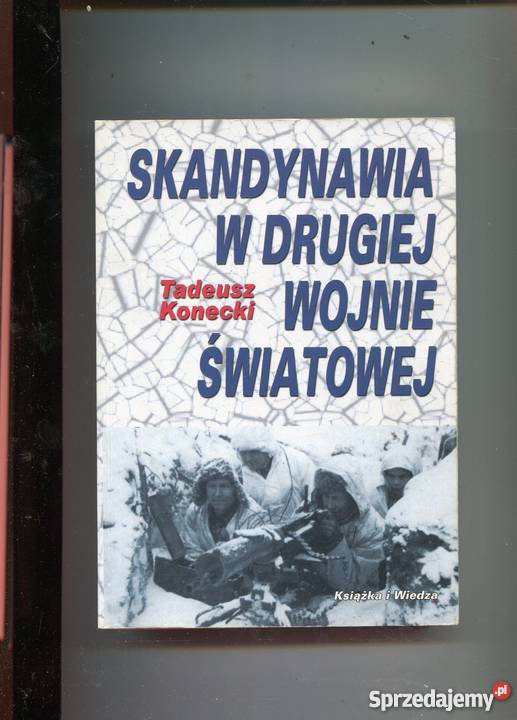 SKANDYNAWIA
W DRUGIEJ
Tadeusz
Konecki
WOJNIE
ŚWIATOWEJ
Książka i Wiedza
Sprzedajemy.pl